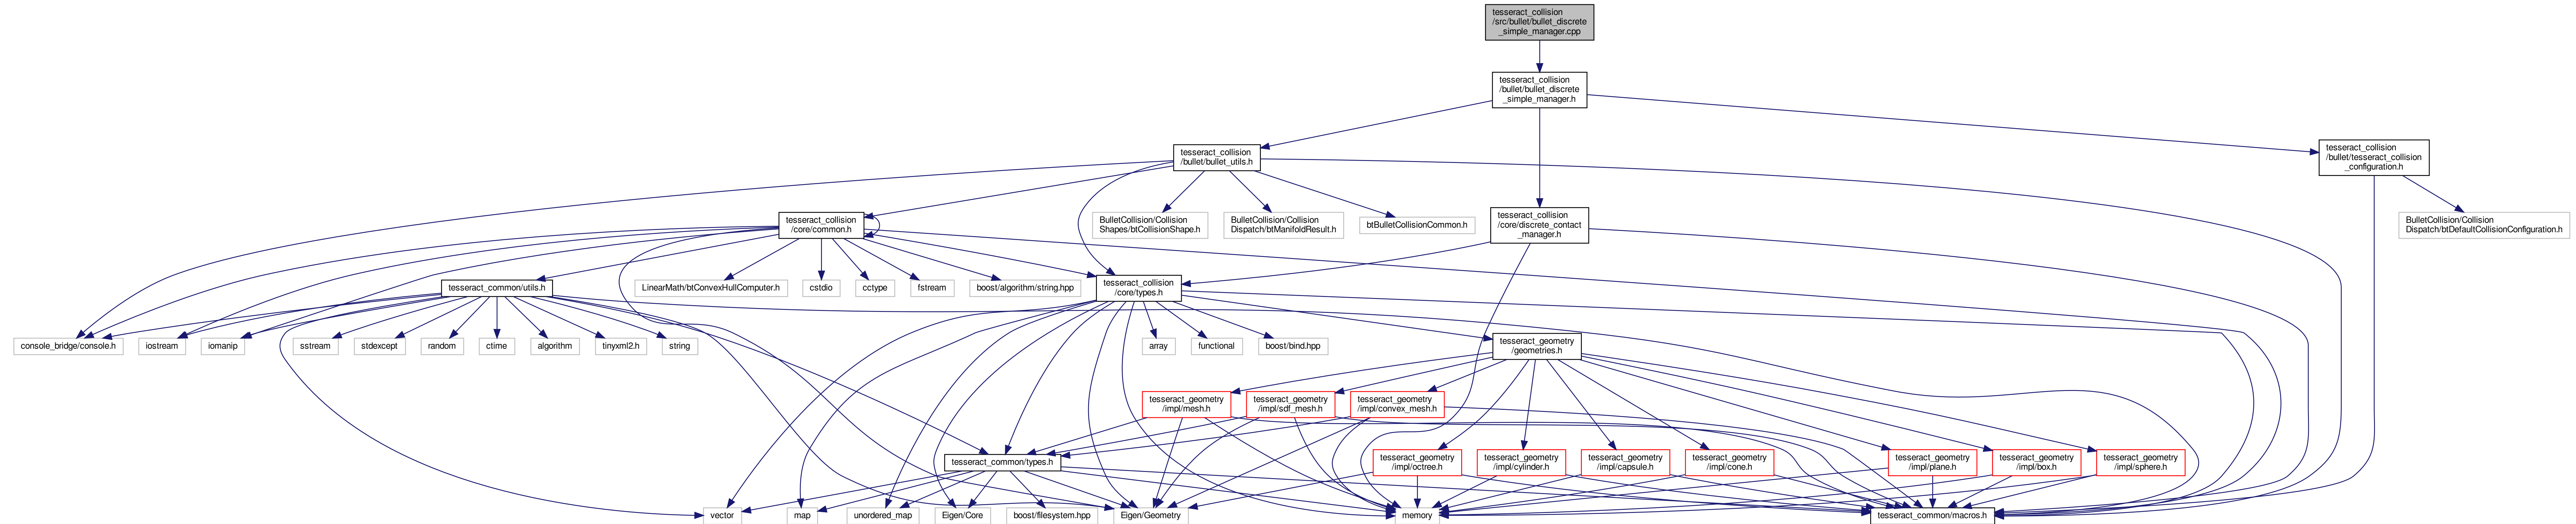 tesseract_collision
/src/bullet/bullet_discrete
_simple_manager.cpp
tesseract_collision
/bullet/bullet_discrete
_simple_manager.h
tesseract_collision
/bullet/bullet_utils.h
tesseract_collision
/bullet/tesseract_collision
_configuration.h
tesseract_collision
/core/common.h
BulletCollision/Collision
Shapes/btCollisionShape.h
BulletCollision/Collision
Dispatch/btManifoldResult.h
btBulletCollisionCommon.h
tesseract_collision
/core/discrete_contact
_manager.h
BulletCollision/Collision
Dispatch/btDefaultCollisionConfiguration.h
tesseract_common/utils.h
LinearMath/btConvexHullComputer.h
cstdio
cctype
fstream
boost/algorithm/string.hpp
tesseract_collision
/core/types.h
console_bridge/console.h
iostream
iomanip
sstream
stdexcept
random
ctime
algorithm
tinyxml2.h
string
array
functional
boost/bind.hpp
tesseract_geometry
/geometries.h
tesseract_geometry
/impl/mesh.h
tesseract_geometry
/impl/sdf_mesh.h
tesseract_geometry
/impl/convex_mesh.h
tesseract_common/types.h
tesseract_geometry
/impl/octree.h
tesseract_geometry
/impl/cylinder.h
tesseract_geometry
/impl/capsule.h
tesseract_geometry
/impl/cone.h
tesseract_geometry
/impl/plane.h
tesseract_geometry
/impl/box.h
tesseract_geometry
/impl/sphere.h
vector
map
unordered_map
Eigen/Core
boost/filesystem.hpp
Eigen/Geometry
memory
tesseract_common/macros.h